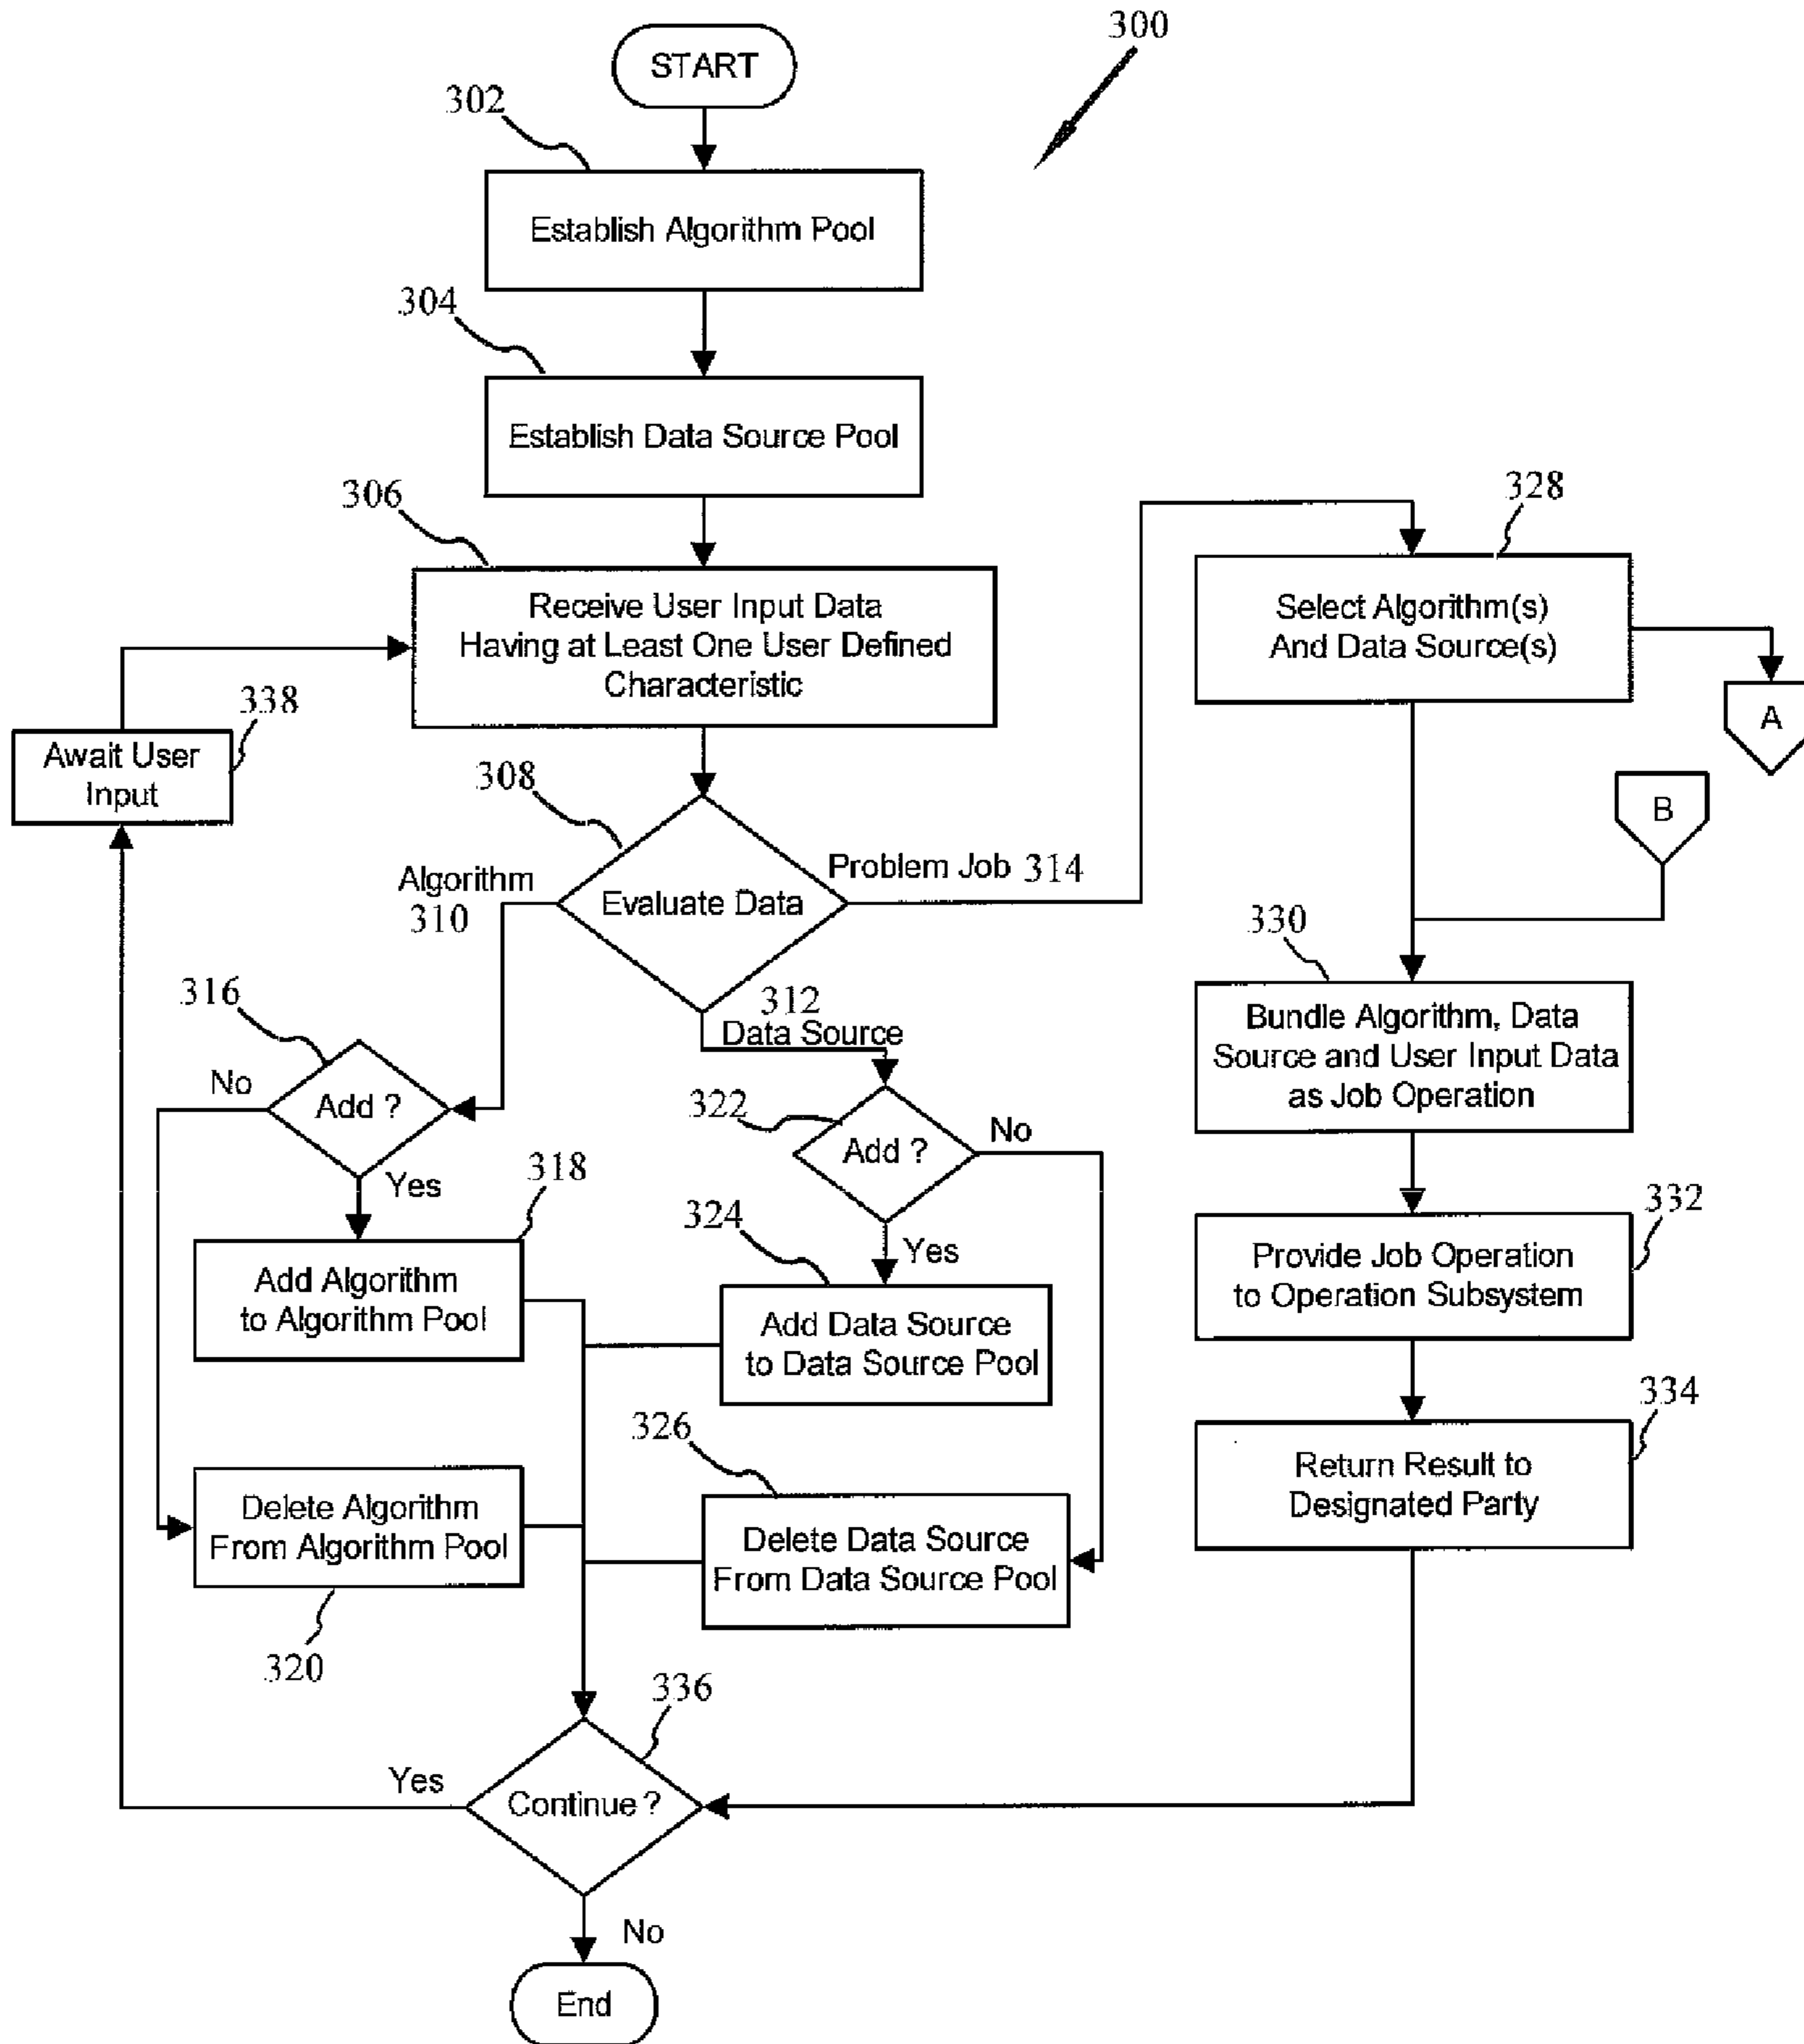 300
START
302
Establish Algorithm Pool
304
Establish Data Source Pool
306
Receive User Input Data
Having at Least One User Defined
Characteristic
328
Select Algorithm(s)
And Data Source(s)
A
338
Await User
Input
308
Evaluate Data
Algorithm
310
Problem Job 314
312
Data Source
B
330
Bundle Algorithm, Data
Source and User Input Data
as Job Operation
316
Add ?
No
Yes
322
Add ?
No
Yes
318
Add Algorithm
to Algorithm Pool
324
Add Data Source
to Data Source Pool
332
Provide Job Operation
to Operation Subsystem
320
Delete Algorithm
From Algorithm Pool
326
Delete Data Source
From Data Source Pool
334
Return Result to
Designated Party
336
Continue ?
Yes
No
End